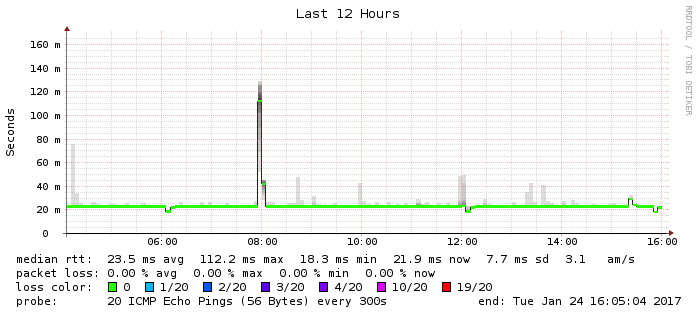 Last 12 Hours
RRDTOOL / TOBI OETIKER
Seconds
160 m
140 m
120 m
100 m
80 m
60 m
40 m
20 m
0
06:00 08:00 10:00 12:00 14:00 16:00
median rtt: 23.5 ms avg 112.2 ms max 18.3 ms min 21.9 ms now 7.7 ms sd 3.1 am/s
packet loss: 0.00 % avg 0.00 % max 0.00 % min 0.00 % now
loss color: 0 1/20 2/20 3/20 4/20 10/20 19/20
probe: 20 ICMP Echo Pings (56 Bytes) every 300s end: Tue Jan 24 16:05:04 2017